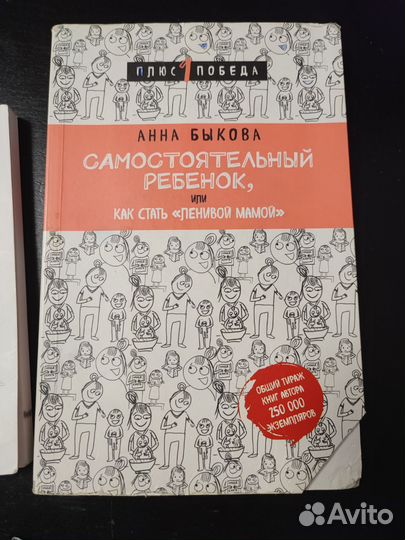 ПЛЮС 1 ПОБЕДА
АННА БЫКОВА
САМОСТОЯТЕЛЬНЫЙ
РЕБЕНОК,
ИЛИ
КАК СТАТЬ «ЛЕНИВОЙ МАМОЙ»
ОБЩИЙ ТИРАЖ
КНИГ АВТОРА
250 000
ЭКЗЕМПЛЯРОВ
Avito